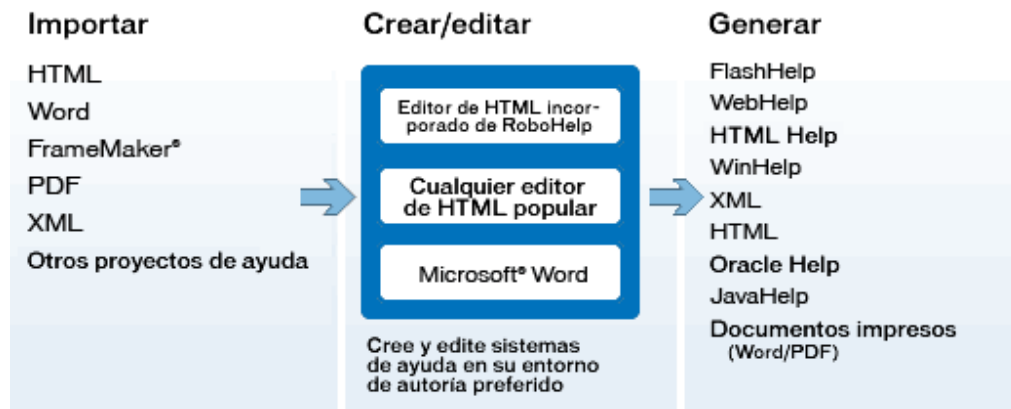 Importar
HTML
Word
FrameMaker®
PDF
XML
Otros proyectos de ayuda
Crear/editar
Editor de HTML incor-
porado de RoboHelp
Cualquier editor
de HTML popular
Microsoft® Word
Cree y edite sistemas
de ayuda en su entorno
de autoría preferido
Generar
FlashHelp
WebHelp
HTML Help
WinHelp
XML
HTML
Oracle Help
JavaHelp
Documentos impresos
(Word/PDF)